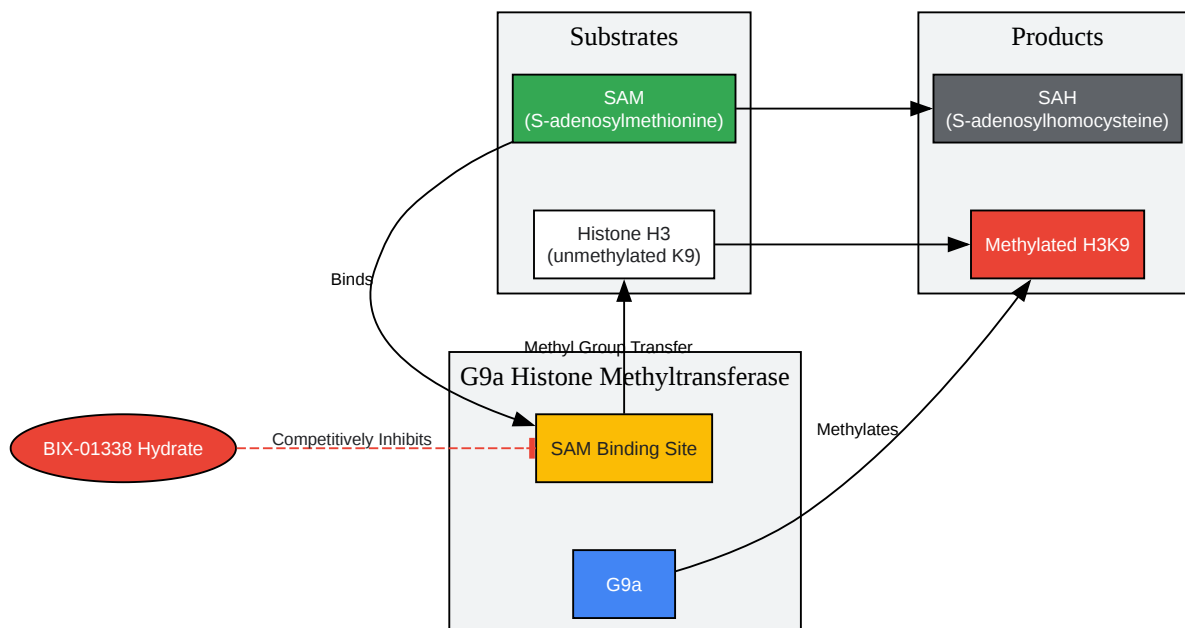 Substrates
Products
SAM
(S-adenosylmethionine)
SAH
(S-adenosylhomocysteine)
Histone H3
(unmethylated K9)
Methylated H3K9
Binds
Methyl Group Transfer
G9a Histone Methyltransferase
Methylates
BIX-01338 Hydrate
Competitively Inhibits
SAM Binding Site
G9a